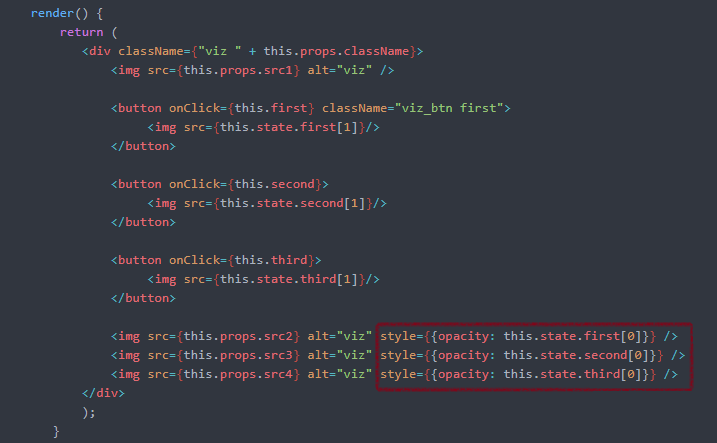 render() {
return (
<div className={"viz " + this.props.className}>
<img src={this.props.src1} alt="viz" />
<button onClick={this.first} className="viz_btn first">
<img src={this.state.first[1]}/>
</button>
<button onClick={this.second}>
<img src={this.state.second[1]}/>
</button>
<button onClick={this.third}>
<img src={this.state.third[1]}/>
</button>
<img src={this.props.src2} alt="viz" style={{opacity: this.state.first[0]}} />
<img src={this.props.src3} alt="viz" style={{opacity: this.state.second[0]}} />
<img src={this.props.src4} alt="viz" style={{opacity: this.state.third[0]}} />
</div>
);
}